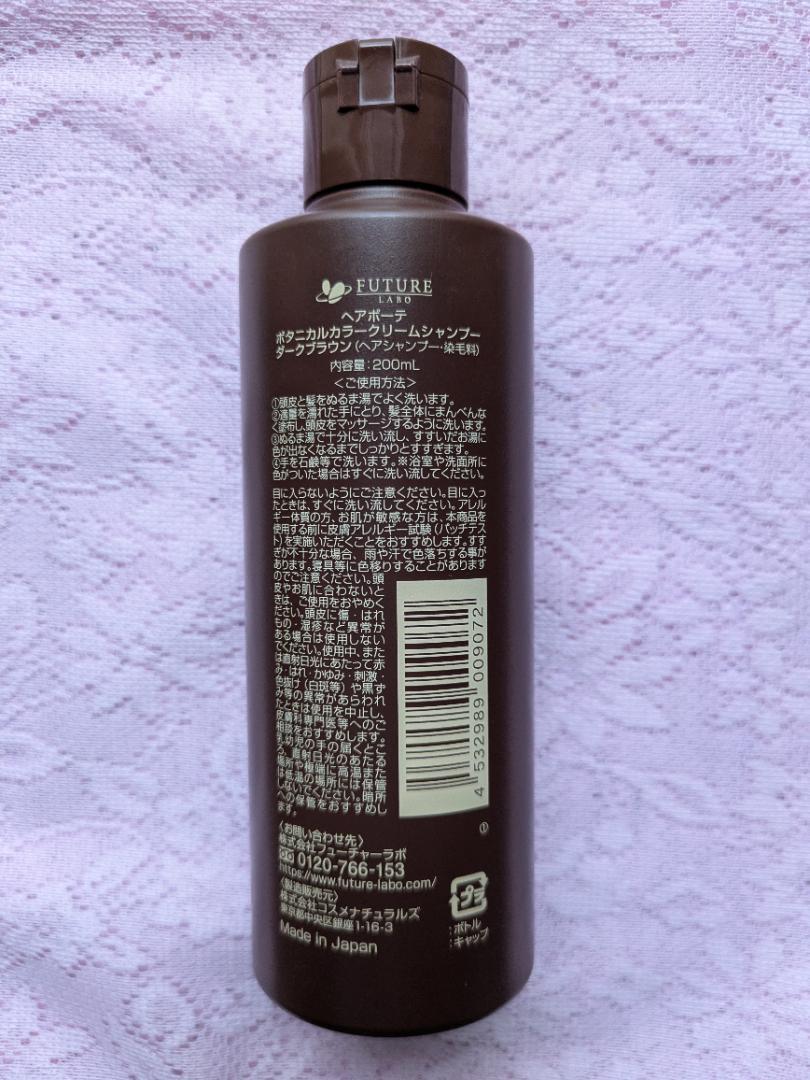 FUTURE
LABO
ヘアボーテ
ボタニカルカラークリームシャンプー
ダークブラウン(ヘアシャンプー・染毛料)
内容量:200mL
<ご使用方法>
①頭皮と髪をぬるま湯でよく洗います。
②適量を濡れた手にとり、髪全体にまんべんな
く塗布し、頭皮をマッサージするように洗います。
③ぬるま湯で十分に洗い流し、すすいだお湯に
色が出なくなるまでしっかりとすすぎます。
④手を石鹸等で洗います。※浴室や洗面所に
色がついた場合はすぐに洗い流してください。
目に入らないようにご注意ください。目に入っ
たときは、すぐに洗い流してください。アレル
ギー体質の方、お肌が敏感な方は、本商品を
使用する前に皮膚アレルギー試験(パッチテス
ト)を実施いただくことをおすすめします。すす
ぎが不十分な場合、雨や汗で色落ちする事が
あります。寝具等に色移りすることがあります
のでご注意ください。頭
皮やお肌に合わないと
きは、ご使用をおやめく
ださい。頭皮に傷・はれ
もの・湿疹など異常が
ある場合は使用しない
でください。使用中、また
は直射日光にあたって赤
み・はれ・かゆみ・刺激・
色抜け(白斑等)や黒ず
み等の異常があらわれ
たときは使用を中止し、
皮膚科専門医等へのご
相談をおすすめします。
乳幼児の手の届くとこ
ろ、直射日光のあたる
場所や極端に高温また
は低温の場所には保管
しないでください。暗所
への保管をおすすめし
ます。
4 532989 009072
①
<お問い合わせ先>
株式会社フューチャーラボ
0120-766-153
https://www.future-labo.com/
<製造販売元>
株式会社コスメナチュラルズ
東京都中央区銀座1-16-3
Made in Japan
プラ
:ボトル
:キャップ